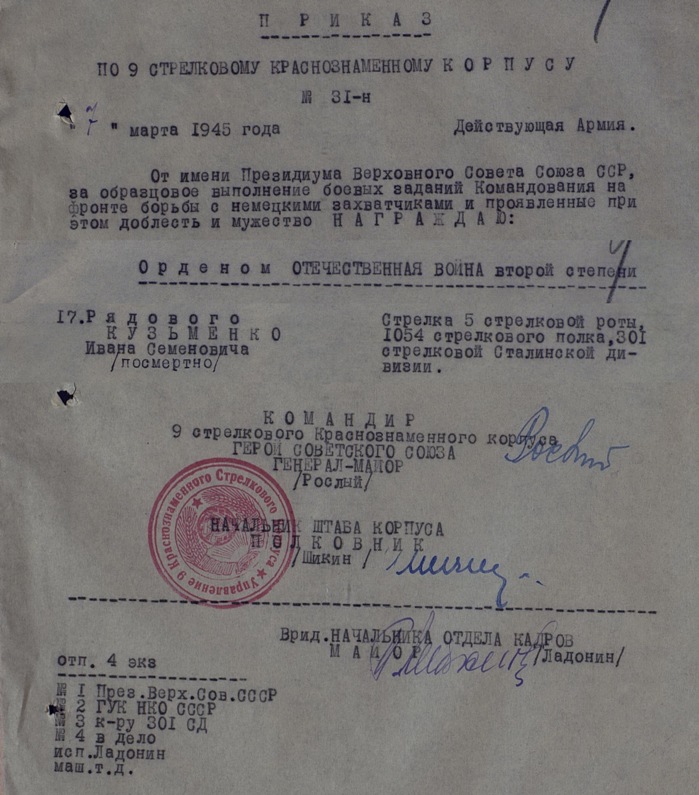 П Р И К А З
ПО 9 СТРЕЛКОВОМУ КРАСНОЗНАМЕННОМУ К О Р П У С У
№ 31-н
"7" марта 1945 года Действующая Армия.
От имени Президиума Верховного Совета Союза ССР,
за образцовое выполнение боевых заданий Командования на
фронте борьбы с немецкими захватчиками и проявленные при
этом доблесть и мужество Н А Г Р А Ж Д А Ю:
О р д е н о м ОТЕЧЕСТВЕННАЯ ВОЙНА второй степени
17.Р я д о в о г о
К У З Ь М Е Н К О
Ивана Семеновича
/посмертно/
Стрелка 5 стрелковой роты,
1054 стрелкового полка,301
стрелковой Сталинской ди-
визии.
К О М А Н Д И Р
9 стрелкового Краснознаменного корпуса
ГЕРОЙ СОВЕТСКОГО СОЮЗА
ГЕНЕРАЛ-МАЙОР
/Рослый/
Управление 9 Краснознаменного Стрелкового корпуса
НАЧАЛЬНИК ШТАБА КОРПУСА
П О Л К О В Н И К
/Шикин /
Врид.НАЧАЛЬНИКА ОТДЕЛА КАДРОВ
М А Й О Р /Ладонин/
отп. 4 экз
№ 1 През.Верх.Сов.СССР
№ 2 ГУК НКО СССР
№ 3 к-ру 301 СД
№ 4 в дело
исп.Ладонин
маш.т.д.